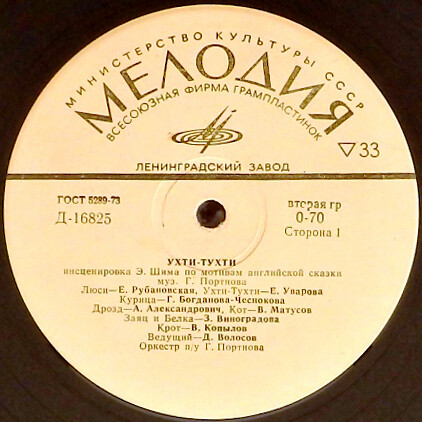 МИНИСТЕРСТВО КУЛЬТУРЫ СССР
МЕЛОДИЯ
ВСЕСОЮЗНАЯ ФИРМА ГРАМПЛАСТИНОК
▽33
ЛЕНИНГРАДСКИЙ ЗАВОД
ГОСТ 5289-73
Д-16825
вторая гр
0-70
Сторона 1
УХТИ-ТУХТИ
инсценировка Э. Шима по мотивам английской сказки
муз. Г. Портнова
Люси—Е. Рубановская, Ухти-Тухти—Е. Уварова
Курица—Г. Богданова-Чеснокова
Дрозд—А. Александрович, Кот—В. Матусов
Заяц и Белка—З. Виноградова
Крот—В. Копылов
Ведущий—Д. Волосов
Оркестр п/у Г. Портнова